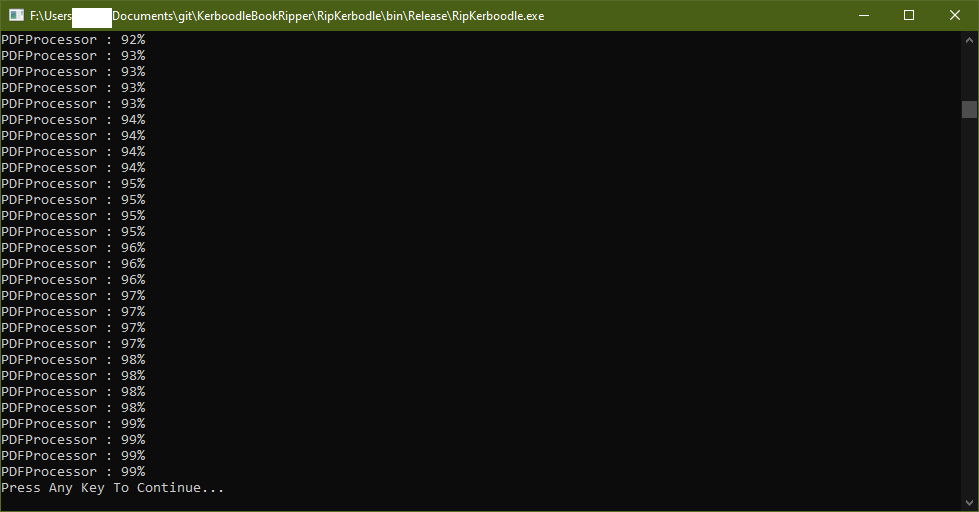 F:\Users Documents\git\KerboodleBookRipper\RipKerbodle\bin\Release\RipKerboodle.exe
PDFProcessor : 92%
PDFProcessor : 93%
PDFProcessor : 93%
PDFProcessor : 93%
PDFProcessor : 93%
PDFProcessor : 94%
PDFProcessor : 94%
PDFProcessor : 94%
PDFProcessor : 94%
PDFProcessor : 95%
PDFProcessor : 95%
PDFProcessor : 95%
PDFProcessor : 95%
PDFProcessor : 96%
PDFProcessor : 96%
PDFProcessor : 96%
PDFProcessor : 97%
PDFProcessor : 97%
PDFProcessor : 97%
PDFProcessor : 97%
PDFProcessor : 98%
PDFProcessor : 98%
PDFProcessor : 98%
PDFProcessor : 98%
PDFProcessor : 99%
PDFProcessor : 99%
PDFProcessor : 99%
PDFProcessor : 99%
Press Any Key To Continue...